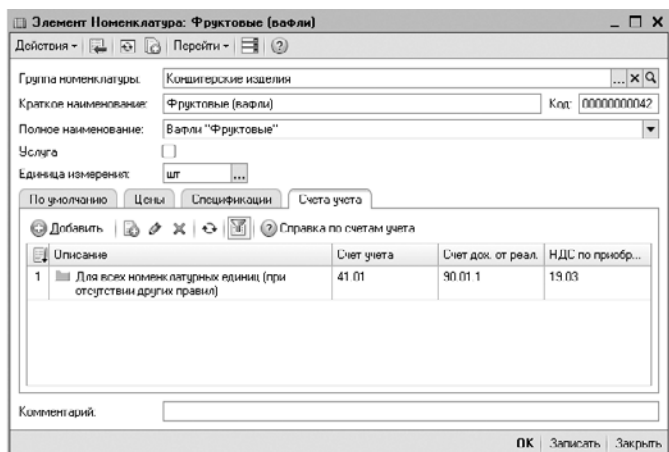 Элемент Номенклатура: Фруктовые (вафли)
Действия Перейти
Группа номенклатуры: Кондитерские изделия
Краткое наименование: Фруктовые (вафли) Код: 00000000042
Полное наименование: Вафли "Фруктовые"
Услуга
Единица измерения: шт
По умолчанию Цены Спецификации Счета учета
Добавить Справка по счетам учета
Описание Счет учета Счет дох. от реал. НДС по приобр...
1 Для всех номенклатурных единиц (при 41.01 90.01.1 19.03
отсутствии других правил)
Комментарий:
OK Записать Закрыть